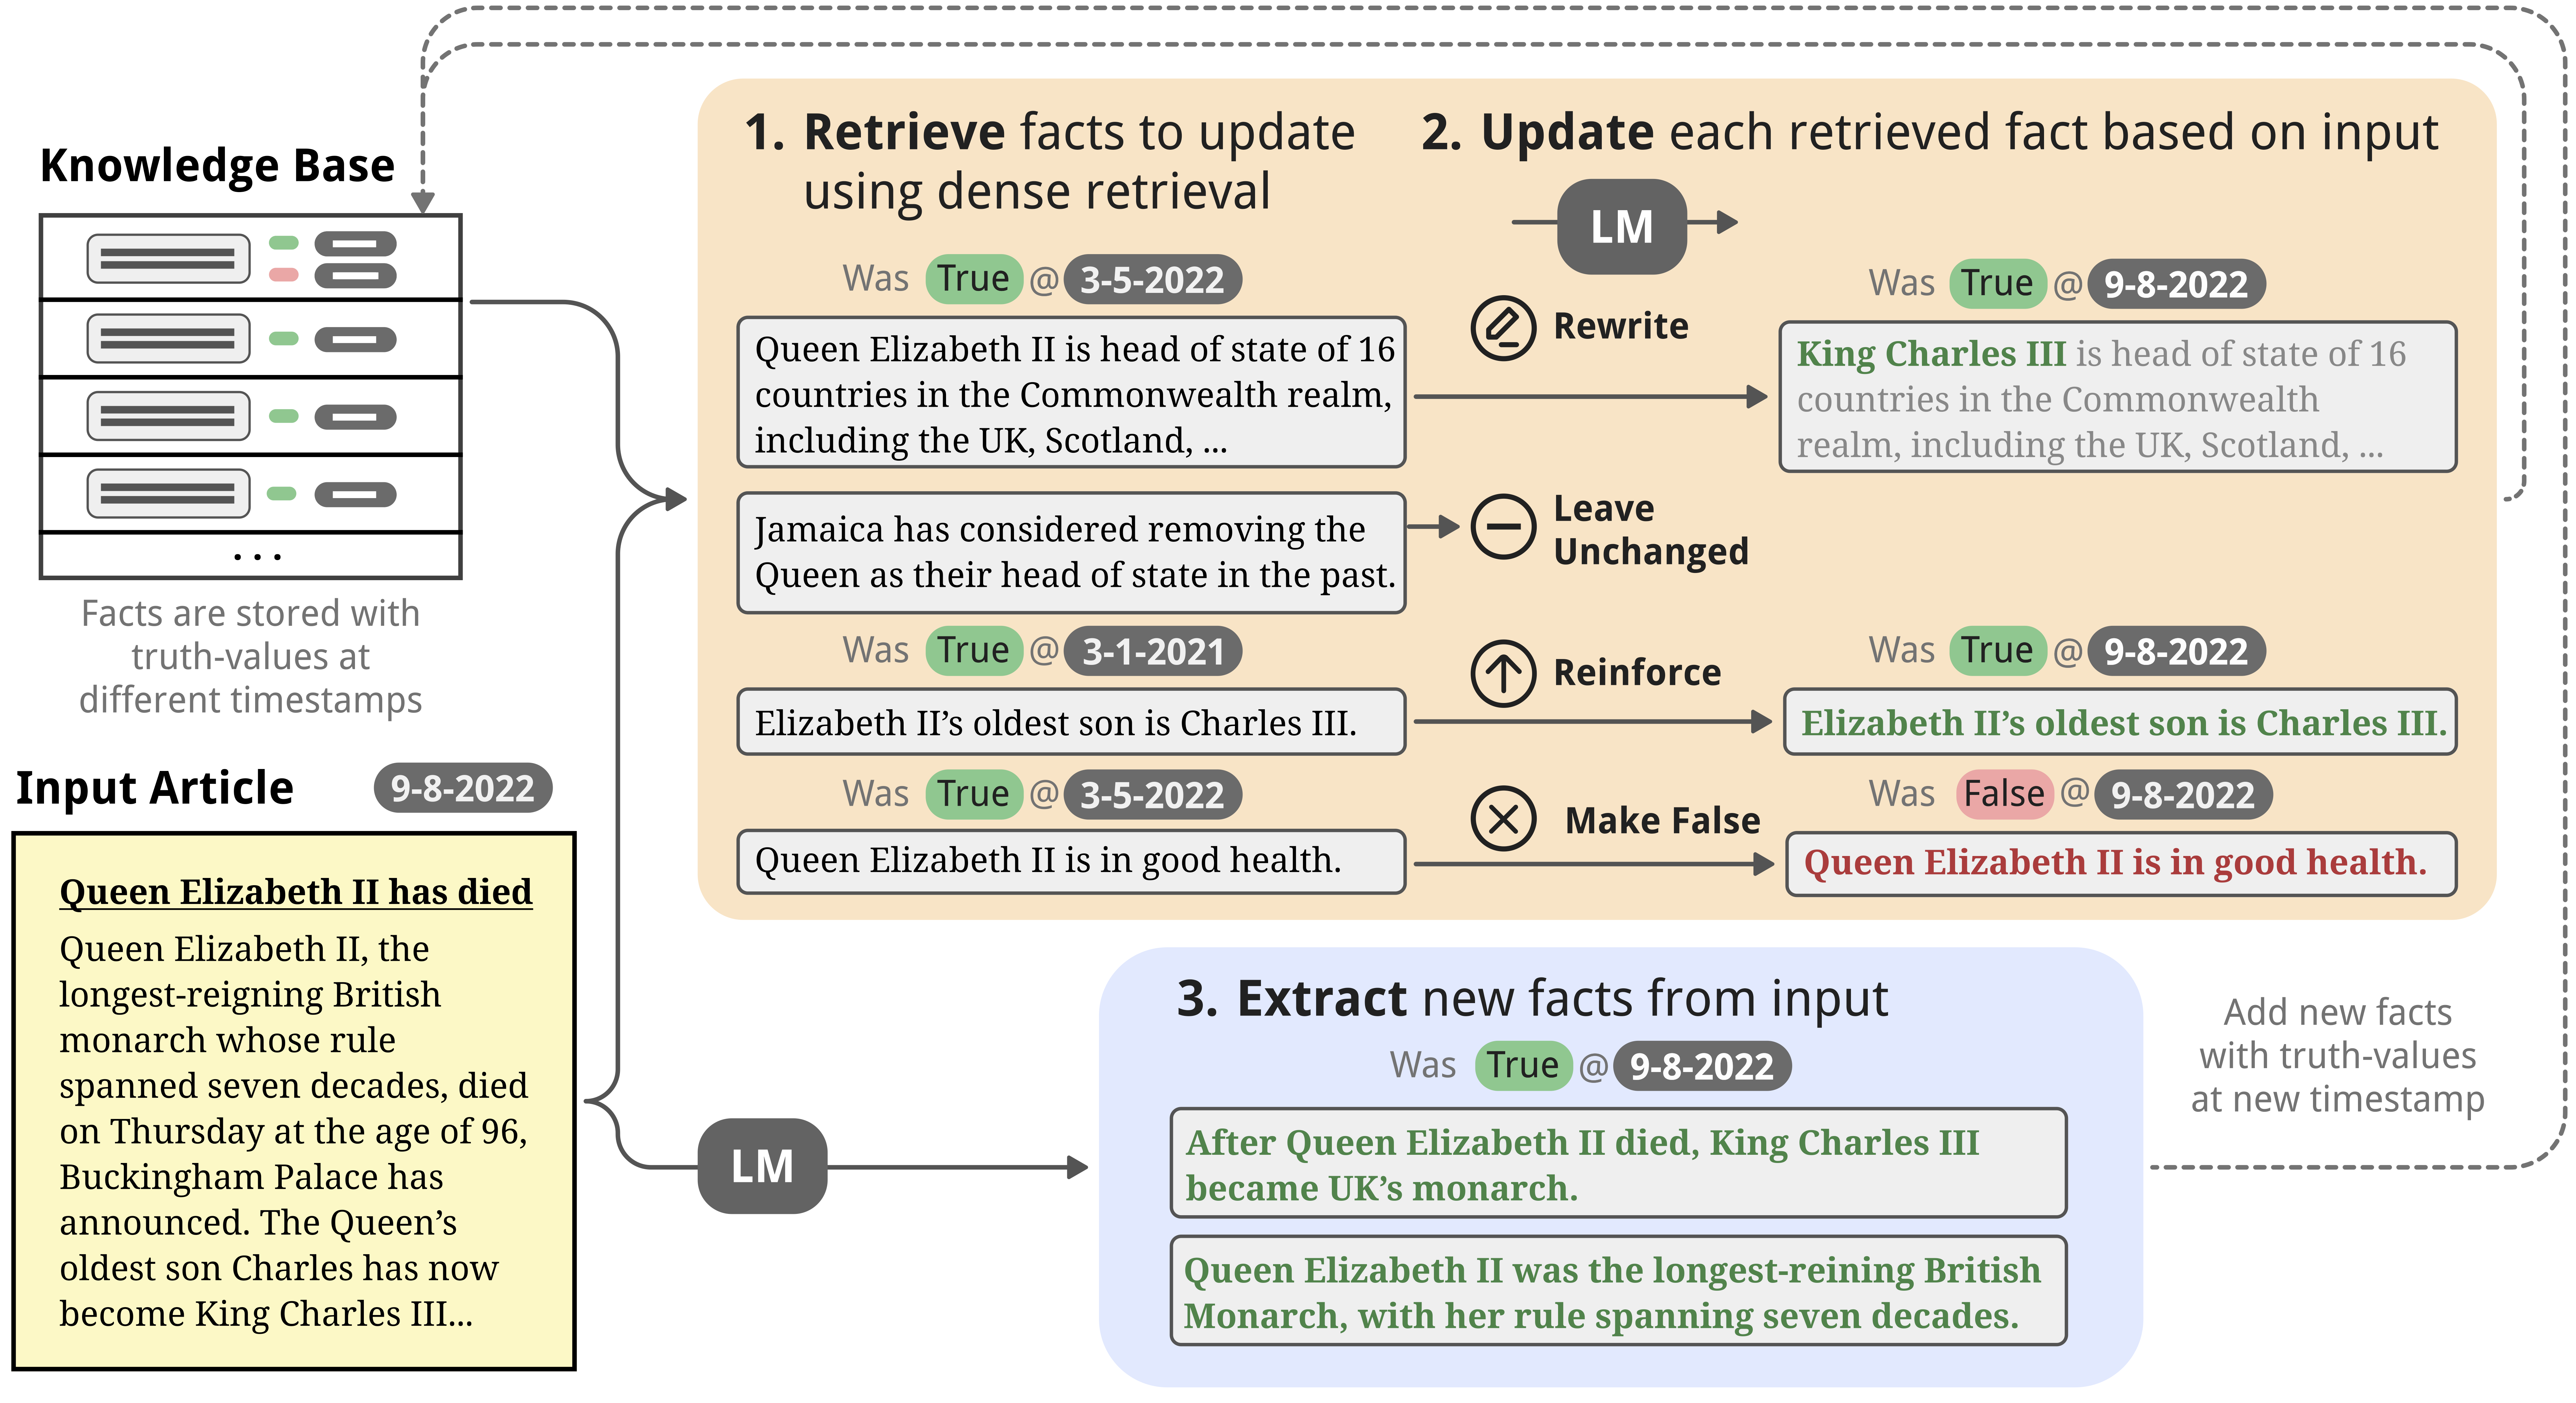 Knowledge Base
...
Facts are stored with
truth-values at
different timestamps
Input Article 9-8-2022
Queen Elizabeth II has died
Queen Elizabeth II, the
longest-reigning British
monarch whose rule
spanned seven decades, died
on Thursday at the age of 96,
Buckingham Palace has
announced. The Queen’s
oldest son Charles has now
become King Charles III...
LM
1. Retrieve facts to update
using dense retrieval
Was True @ 3-5-2022
Queen Elizabeth II is head of state of 16
countries in the Commonwealth realm,
including the UK, Scotland, ...
Jamaica has considered removing the
Queen as their head of state in the past.
Was True @ 3-1-2021
Elizabeth II’s oldest son is Charles III.
Was True @ 3-5-2022
Queen Elizabeth II is in good health.
2. Update each retrieved fact based on input
LM
Rewrite
Leave
Unchanged
Reinforce
Make False
Was True @ 9-8-2022
King Charles III is head of state of 16
countries in the Commonwealth
realm, including the UK, Scotland, ...
Was True @ 9-8-2022
Elizabeth II’s oldest son is Charles III.
Was False @ 9-8-2022
Queen Elizabeth II is in good health.
3. Extract new facts from input
Was True @ 9-8-2022
After Queen Elizabeth II died, King Charles III
became UK’s monarch.
Queen Elizabeth II was the longest-reining British
Monarch, with her rule spanning seven decades.
Add new facts
with truth-values
at new timestamp